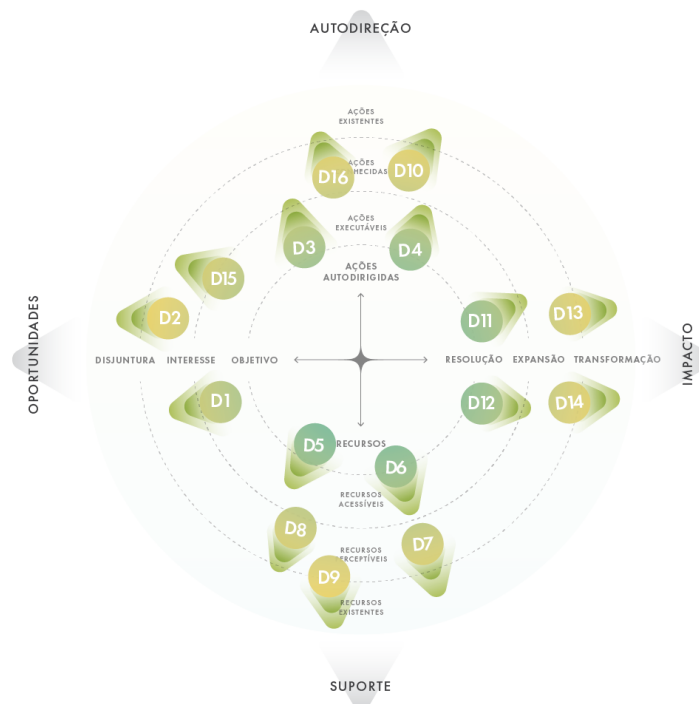 AUTODIREÇÃO
AÇÕES
EXISTENTES
AÇÕES
D16
D10
AÇÕES
EXECUTÁVEIS
D3
D4
AÇÕES
AUTODIRIGIDAS
D15
D2
D11
D13
OPORTUNIDADES
DISJUNTURA INTERESSE OBJETIVO
RESOLUÇÃO EXPANSÃO TRANSFORMAÇÃO
IMPACTO
D1
D12
D14
D5
RECURSOS
D6
RECURSOS
ACESSÍVEIS
D8
D7
RECURSOS
D9
RECURSOS
EXISTENTES
SUPORTE